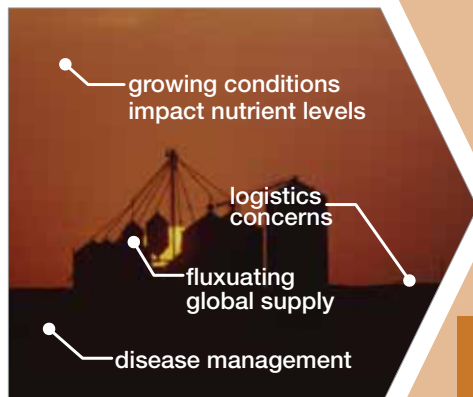 growing conditions
impact nutrient levels
logistics
concerns
fluxuating
global supply
disease management